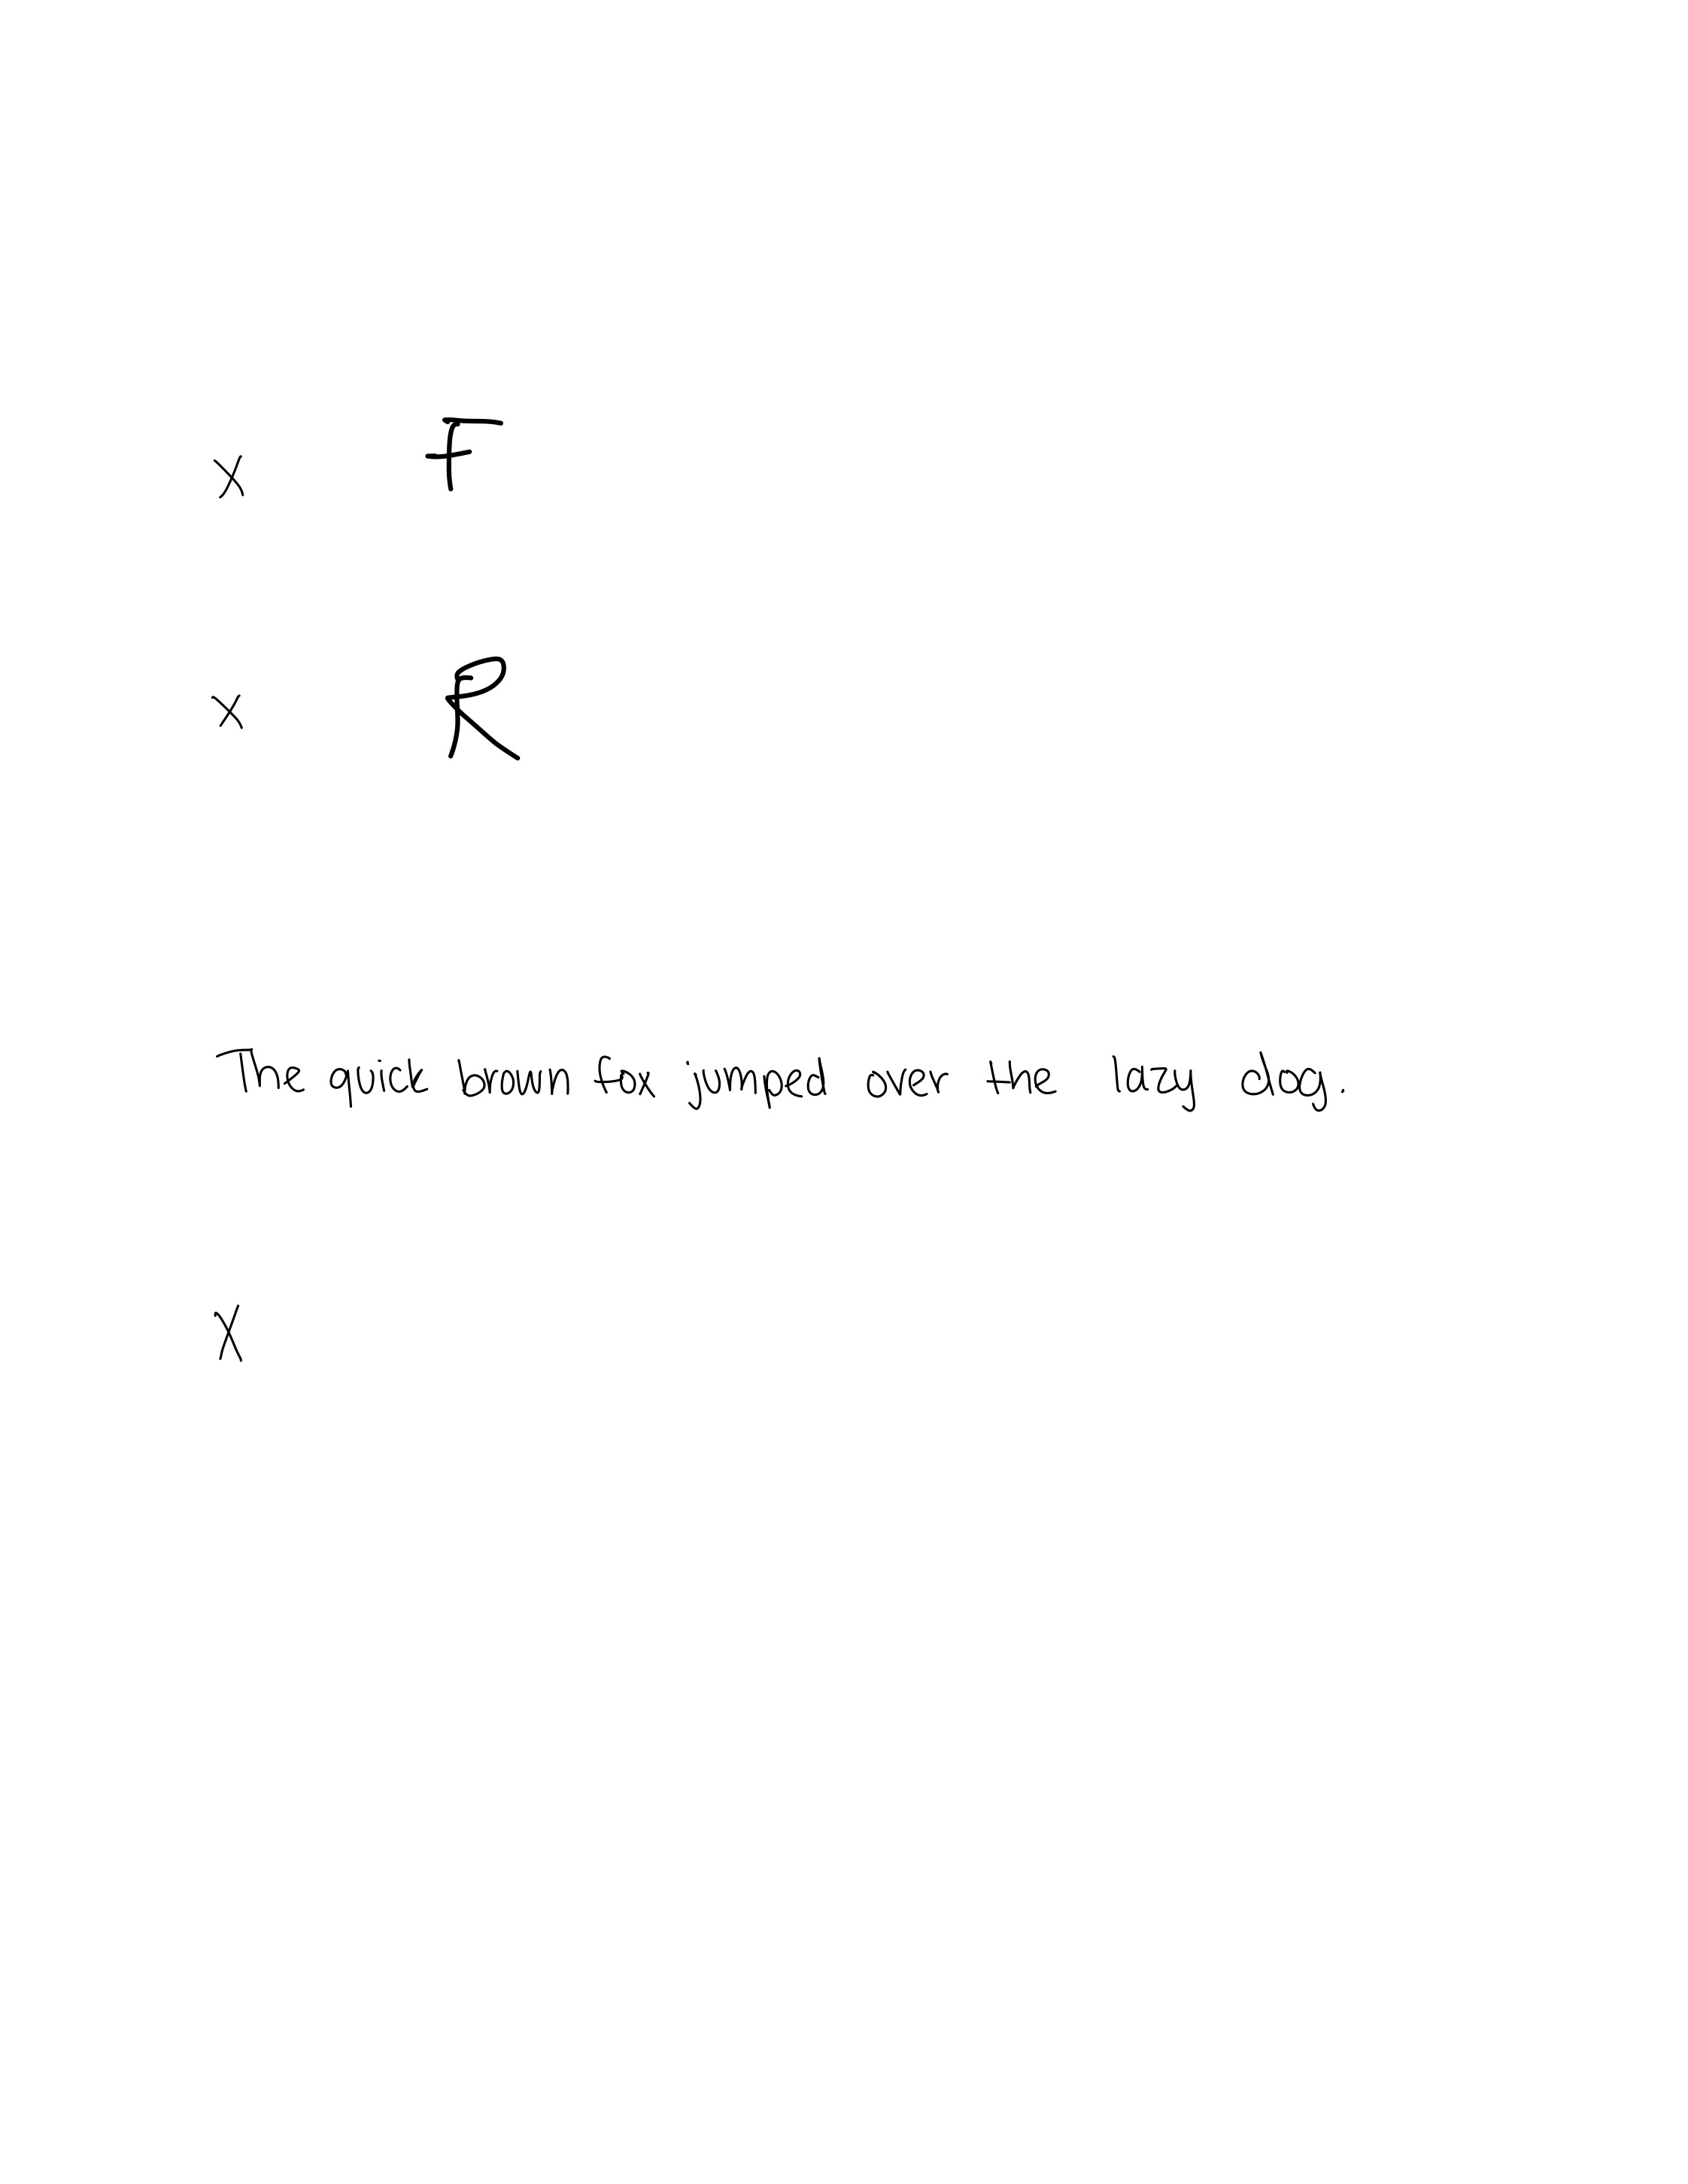 X F
X R
The quick brown fox jumped over the lazy dog.
X